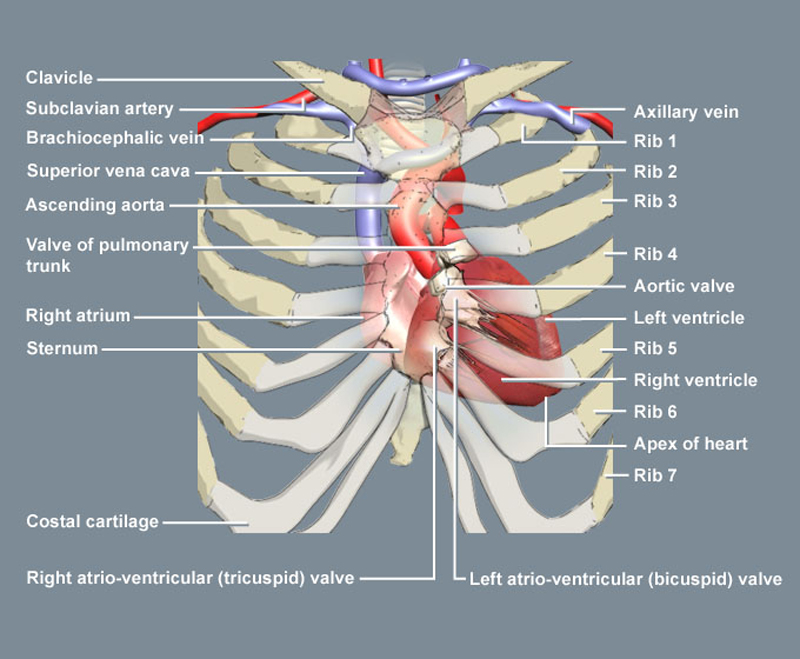 Clavicle
Subclavian artery
Brachiocephalic vein
Superior vena cava
Ascending aorta
Valve of pulmonary
trunk
Right atrium
Sternum
Costal cartilage
Right atrio-ventricular (tricuspid) valve
Axillary vein
Rib 1
Rib 2
Rib 3
Rib 4
Aortic valve
Left ventricle
Rib 5
Right ventricle
Rib 6
Apex of heart
Rib 7
Left atrio-ventricular (bicuspid) valve